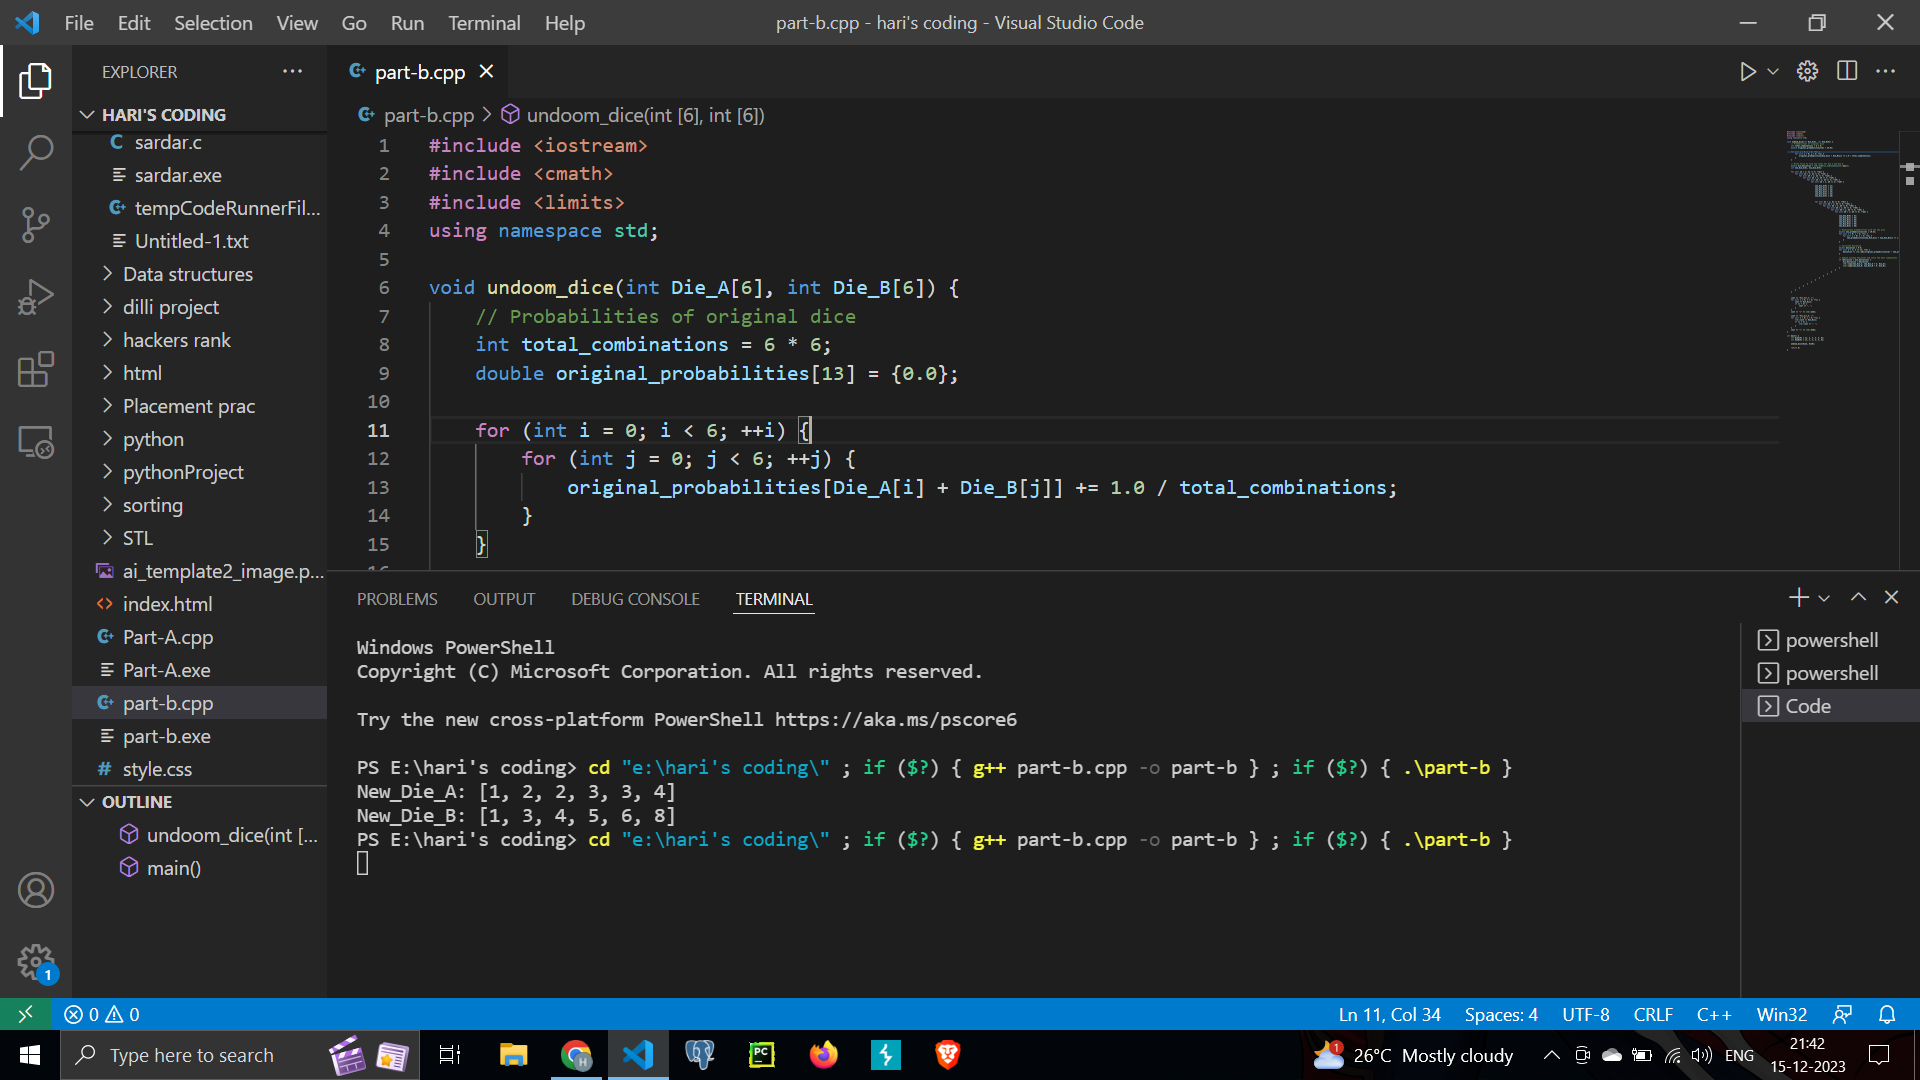 File Edit Selection View Go Run Terminal Help
part-b.cpp - hari's coding - Visual Studio Code
EXPLORER
HARI'S CODING
sardar.c
sardar.exe
tempCodeRunnerFil...
Untitled-1.txt
Data structures
dilli project
hackers rank
html
Placement prac
python
pythonProject
sorting
STL
ai_template2_image.p...
index.html
Part-A.cpp
Part-A.exe
part-b.cpp
part-b.exe
style.css
OUTLINE
undoom_dice(int [...
main()
1
part-b.cpp
part-b.cpp > undoom_dice(int [6], int [6])
1 #include <iostream>
2 #include <cmath>
3 #include <limits>
4 using namespace std;
5
6 void undoom_dice(int Die_A[6], int Die_B[6]) {
7 // Probabilities of original dice
8 int total_combinations = 6 * 6;
9 double original_probabilities[13] = {0.0};
10
11 for (int i = 0; i < 6; ++i) {
12 for (int j = 0; j < 6; ++j) {
13 original_probabilities[Die_A[i] + Die_B[j]] += 1.0 / total_combinations;
14 }
15 }
PROBLEMS OUTPUT DEBUG CONSOLE TERMINAL
Windows PowerShell
Copyright (C) Microsoft Corporation. All rights reserved.
Try the new cross-platform PowerShell https://aka.ms/pscore6
PS E:\hari's coding> cd "e:\hari's coding\" ; if ($?) { g++ part-b.cpp -o part-b } ; if ($?) { .\part-b }
New_Die_A: [1, 2, 2, 3, 3, 4]
New_Die_B: [1, 3, 4, 5, 6, 8]
PS E:\hari's coding> cd "e:\hari's coding\" ; if ($?) { g++ part-b.cpp -o part-b } ; if ($?) { .\part-b }
powershell
powershell
Code
0 0
Ln 11, Col 34 Spaces: 4 UTF-8 CRLF C++ Win32
Type here to search
PC
H
1
26°C Mostly cloudy
ENG
21:42
15-12-2023